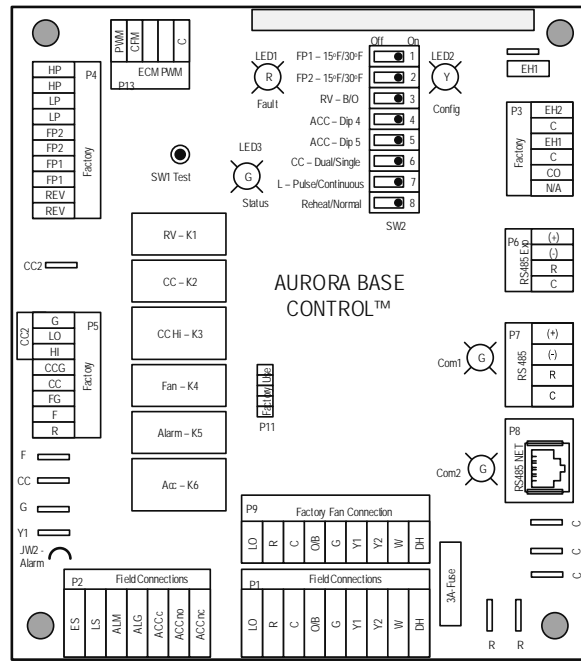 PWM
CFM
C
ECM PWM
P13
P4
HP
HP
LP
LP
FP2
FP2
FP1
FP1
REV
REV
Factory
SW1 Test
LED1
R
Fault
LED3
G
Status
Off On
FP1 – 15ºF/30ºF 1
FP2 – 15ºF/30ºF 2
RV – B/O 3
ACC – Dip 4 4
ACC – Dip 5 5
CC – Dual/Single 6
L – Pulse/Continuous 7
Reheat/Normal 8
SW2
LED2
Y
Config
EH1
P3
EH2
C
EH1
C
CO
N/A
Factory
P6
RS485 Exp
(+)
(-)
R
C
P7
RS 485
(+)
(-)
R
C
Com1
G
P8
RS485 NET
Com2
G
AURORA BASE
CONTROL™
RV – K1
CC – K2
CC Hi – K3
Fan – K4
Alarm – K5
Acc – K6
CC2
CC2
P5
G
LO
HI
CCG
CC
FG
F
R
Factory
Factory Use
P11
F
CC
G
Y1
JW2 -
Alarm
P9 Factory Fan Connection
LO R C O/B G Y1 Y2 W DH
P2 Field Connections
ES LS ALM ALG ACCc ACCno ACCnc
P1 Field Connections
LO R C O/B G Y1 Y2 W DH
3A-Fuse
C
C
C
R R